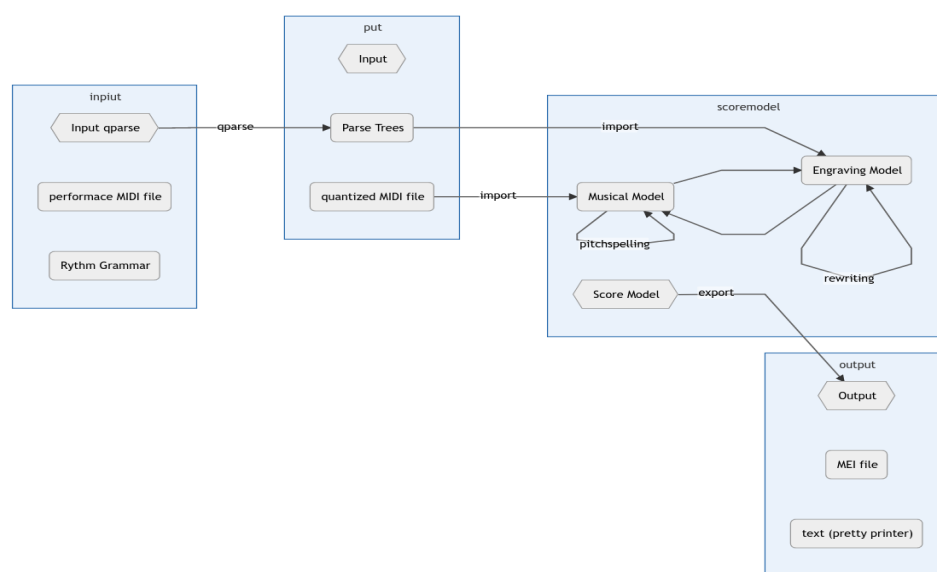 inpiut
Input qparse
performace MIDI file
Rythm Grammar
qparse
put
Input
Parse Trees
quantized MIDI file
import
import
scoremodel
Engraving Model
Musical Model
pitchspelling
rewriting
Score Model
export
output
Output
MEI file
text (pretty printer)